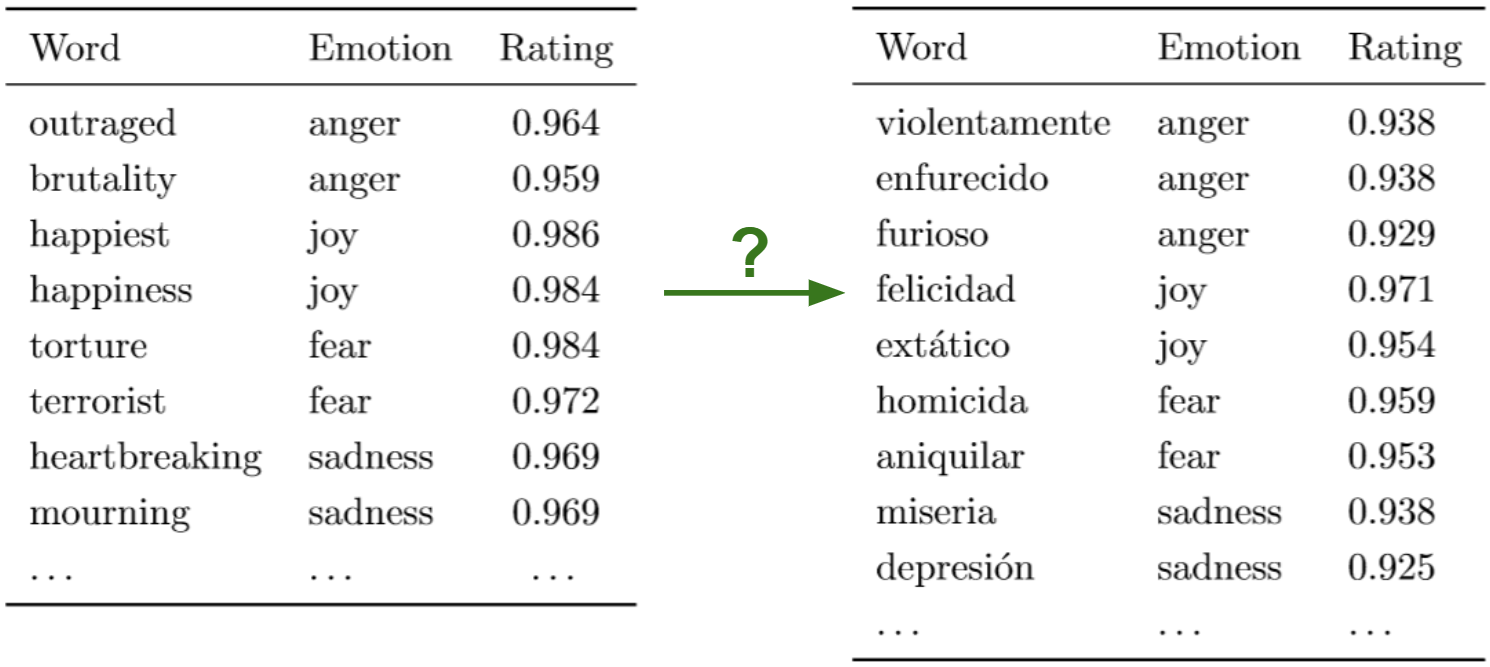 Word Emotion Rating
outraged anger 0.964
brutality anger 0.959
happiest joy 0.986
happiness joy 0.984
torture fear 0.984
terrorist fear 0.972
heartbreaking sadness 0.969
mourning sadness 0.969
... ... ...
?
Word Emotion Rating
violentamente anger 0.938
enfurecido anger 0.938
furioso anger 0.929
felicidad joy 0.971
extático joy 0.954
homicida fear 0.959
aniquilar fear 0.953
miseria sadness 0.938
depresión sadness 0.925
... ... ...